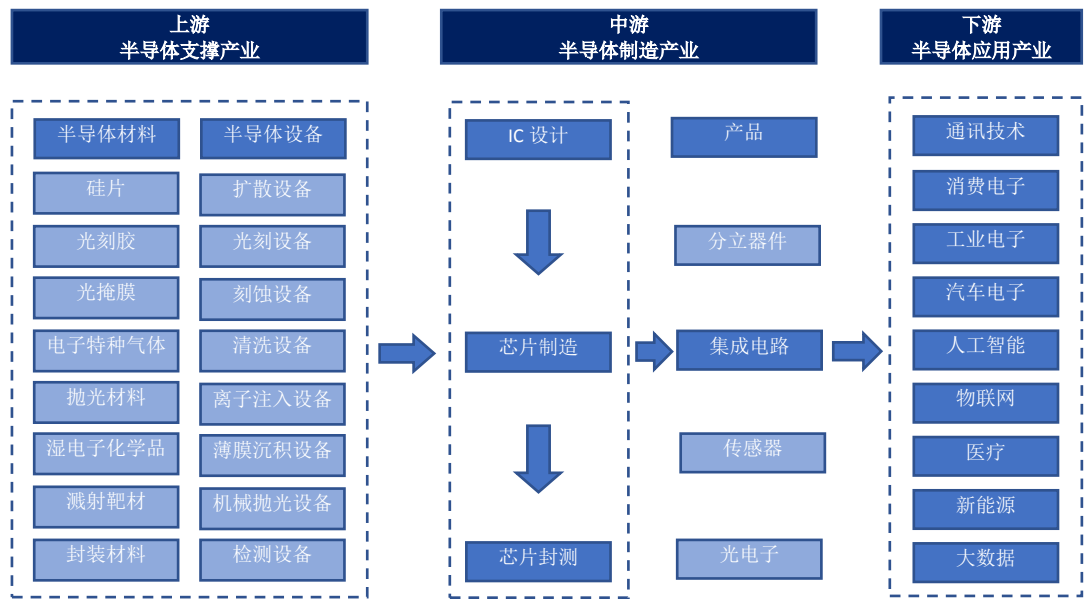 上游
半导体支撑产业
中游
半导体制造产业
下游
半导体应用产业
半导体材料
半导体设备
硅片
扩散设备
光刻胶
光刻设备
光掩膜
刻蚀设备
电子特种气体
清洗设备
抛光材料
离子注入设备
湿电子化学品
薄膜沉积设备
溅射靶材
机械抛光设备
封装材料
检测设备
IC 设计
芯片制造
芯片封测
产品
分立器件
集成电路
传感器
光电子
通讯技术
消费电子
工业电子
汽车电子
人工智能
物联网
医疗
新能源
大数据